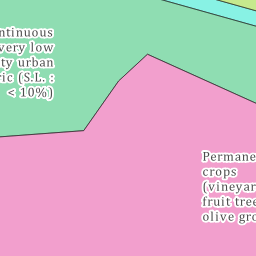 ntinuous
very low
ty urban
ric (S.L. :
< 10%)
Permane
crops
(vineyar
fruit tree
olive gro